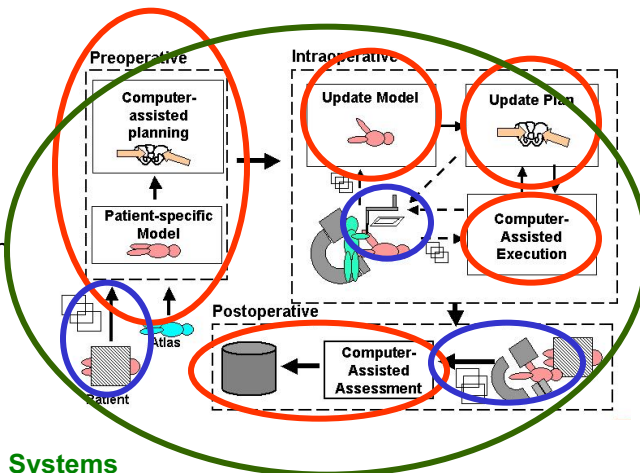 Preoperative
Computer-
assisted
planning
Patient-specific
Model
Atlas
Patient
Intraoperative
Update Model
Update Plan
Computer-
Assisted
Execution
Postoperative
Computer-
Assisted
Assessment
Systems